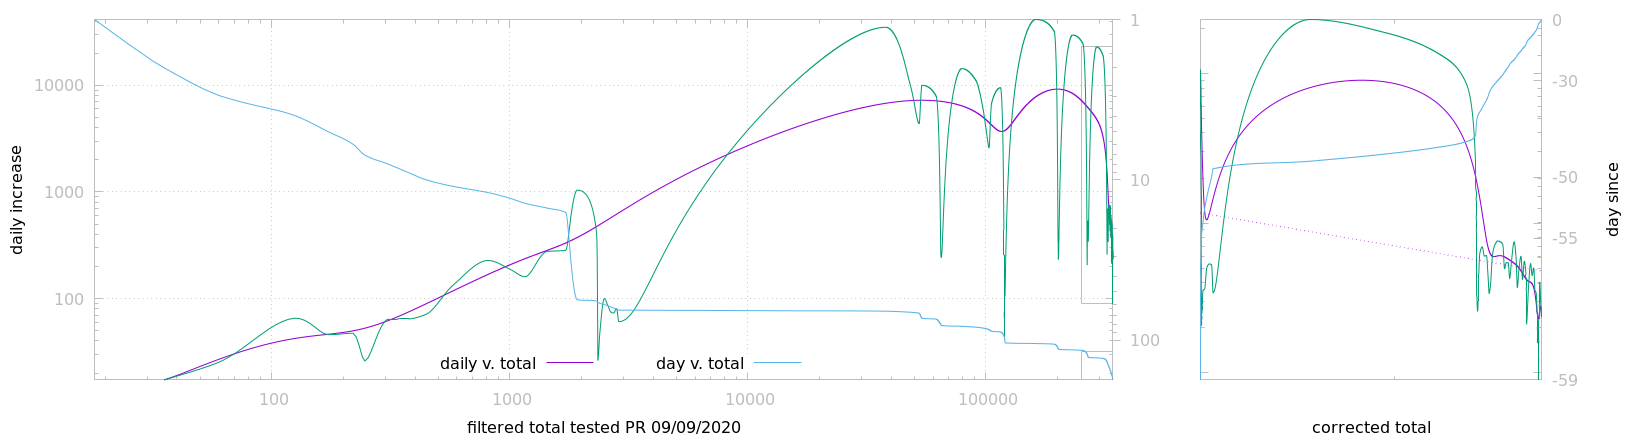 daily increase
10000
1000
100
100
1000
10000
100000
1
10
100
daily v. total
day v. total
filtered total tested PR 09/09/2020
0
-30
-50
-55
-59
day since
corrected total